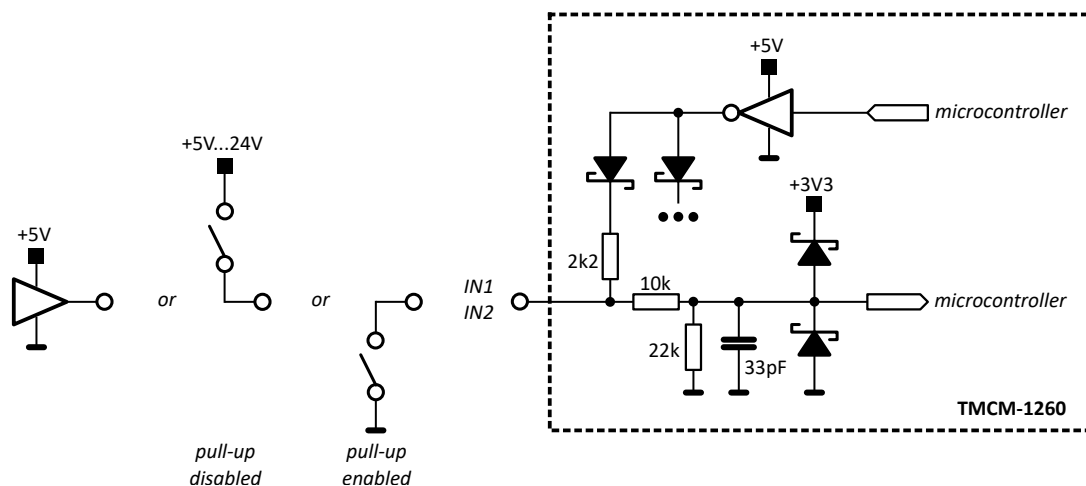 +5V
microcontroller
+5V...24V
+3V3
+5V
2k2
10k
or
or
IN1
IN2
microcontroller
22k
33pF
TMCM-1260
pull-up
disabled
pull-up
enabled